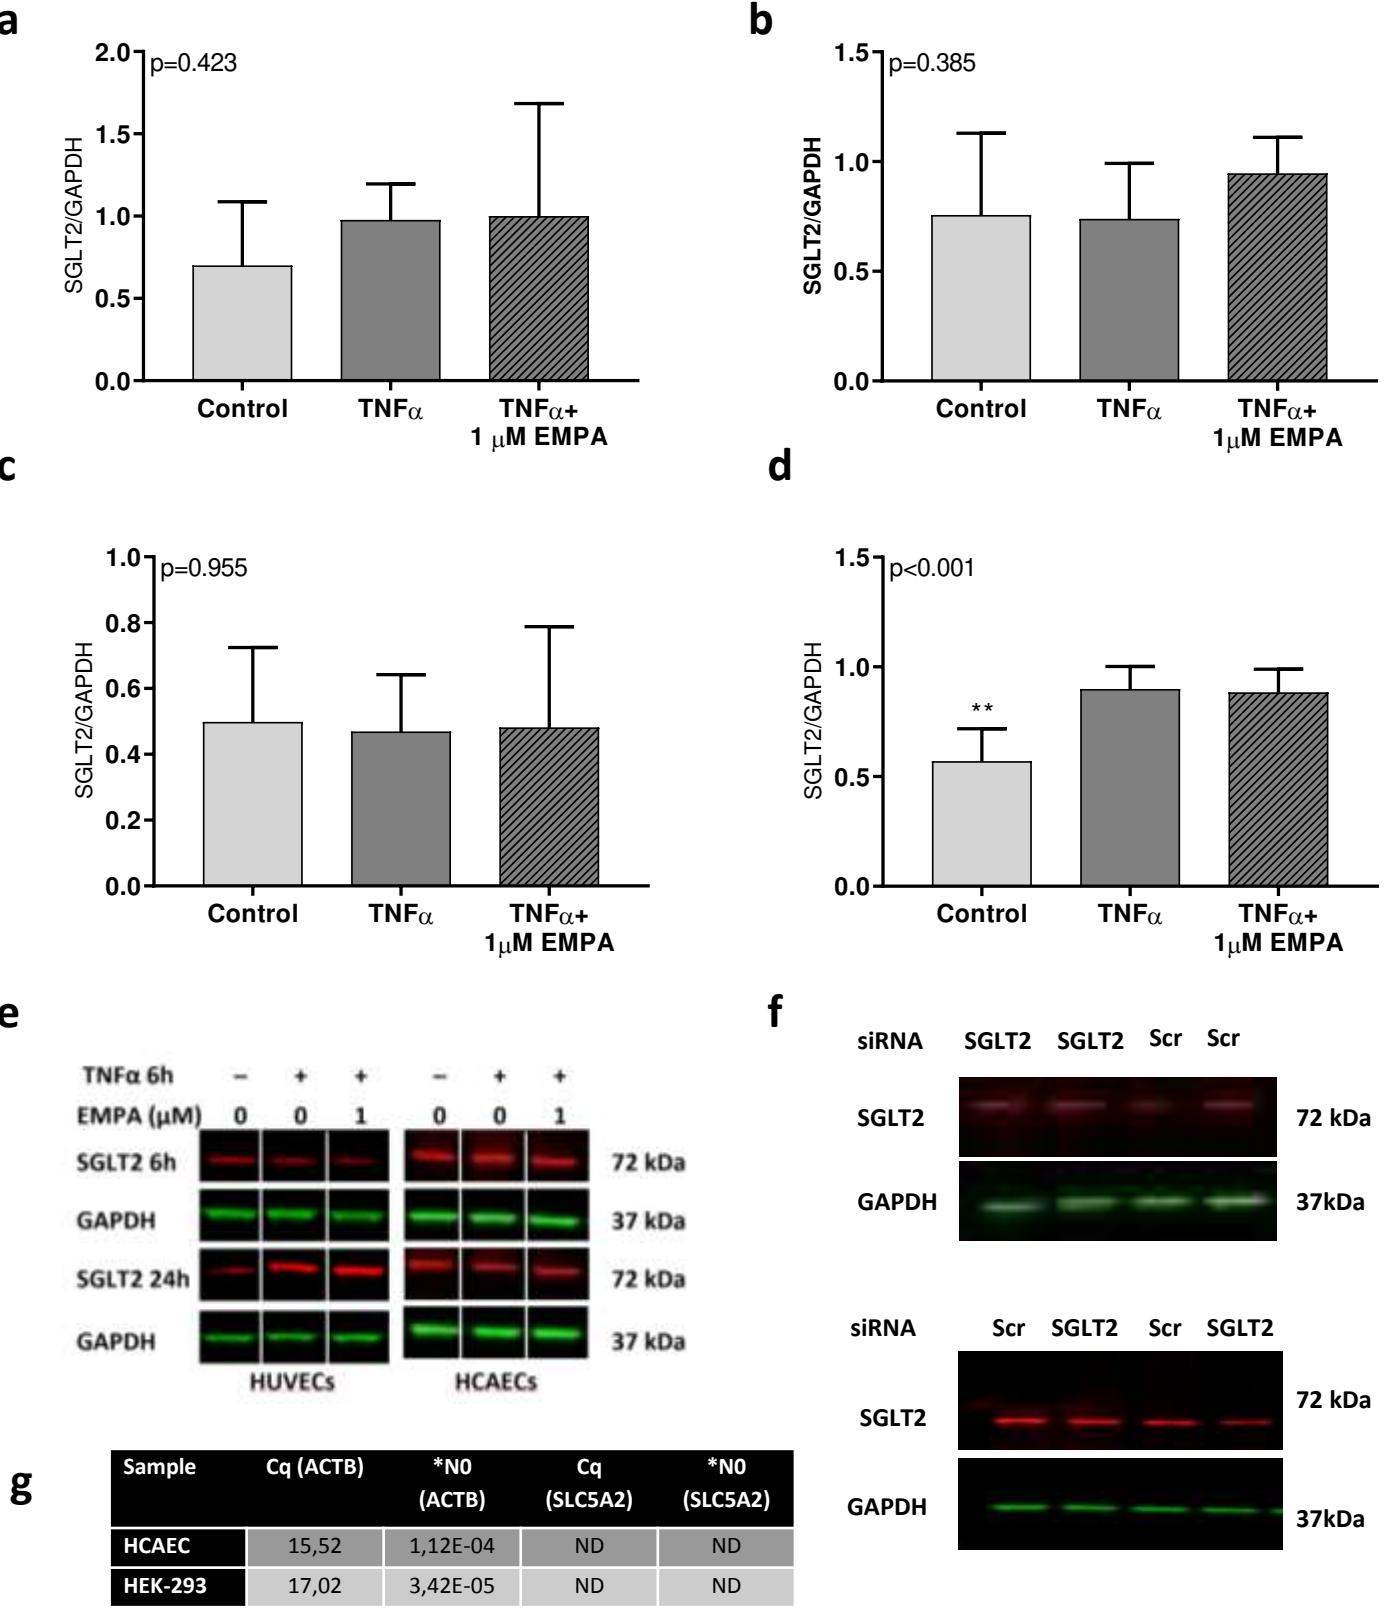 a
2.0
p=0.423
1.5
1.0
0.5
0.0
SGLT2/GAPDH
Control
TNFα
TNFα+
1 μM EMPA
b
1.5
p=0.385
1.0
0.5
0.0
SGLT2/GAPDH
Control
TNFα
TNFα+
1μM EMPA
c
1.0
p=0.955
0.8
0.6
0.4
0.2
0.0
SGLT2/GAPDH
Control
TNFα
TNFα+
1μM EMPA
d
1.5
p<0.001
1.0
**
0.5
0.0
SGLT2/GAPDH
Control
TNFα
TNFα+
1μM EMPA
e
TNFα 6h – + + – + +
EMPA (μM) 0 0 1 0 0 1
SGLT2 6h 72 kDa
GAPDH 37 kDa
SGLT2 24h 72 kDa
GAPDH 37 kDa
HUVECs HCAECs
f
siRNA SGLT2 SGLT2 Scr Scr
SGLT2 72 kDa
GAPDH 37kDa
siRNA Scr SGLT2 Scr SGLT2
72 kDa
SGLT2
GAPDH
37kDa
g
Sample Cq (ACTB) *N0 (ACTB) Cq (SLC5A2) *N0 (SLC5A2)
HCAEC 15,52 1,12E-04 ND ND
HEK-293 17,02 3,42E-05 ND ND